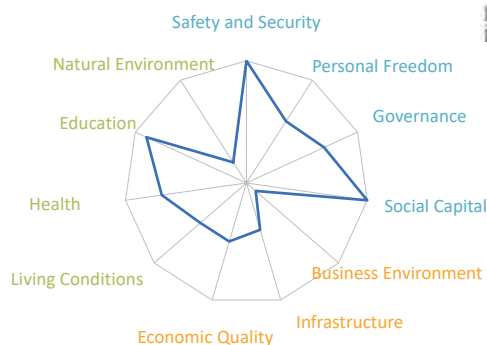 Safety and Security
Natural Environment
Personal Freedom
Education
Governance
Health
Social Capital
Living Conditions
Business Environment
Infrastructure
Economic Quality